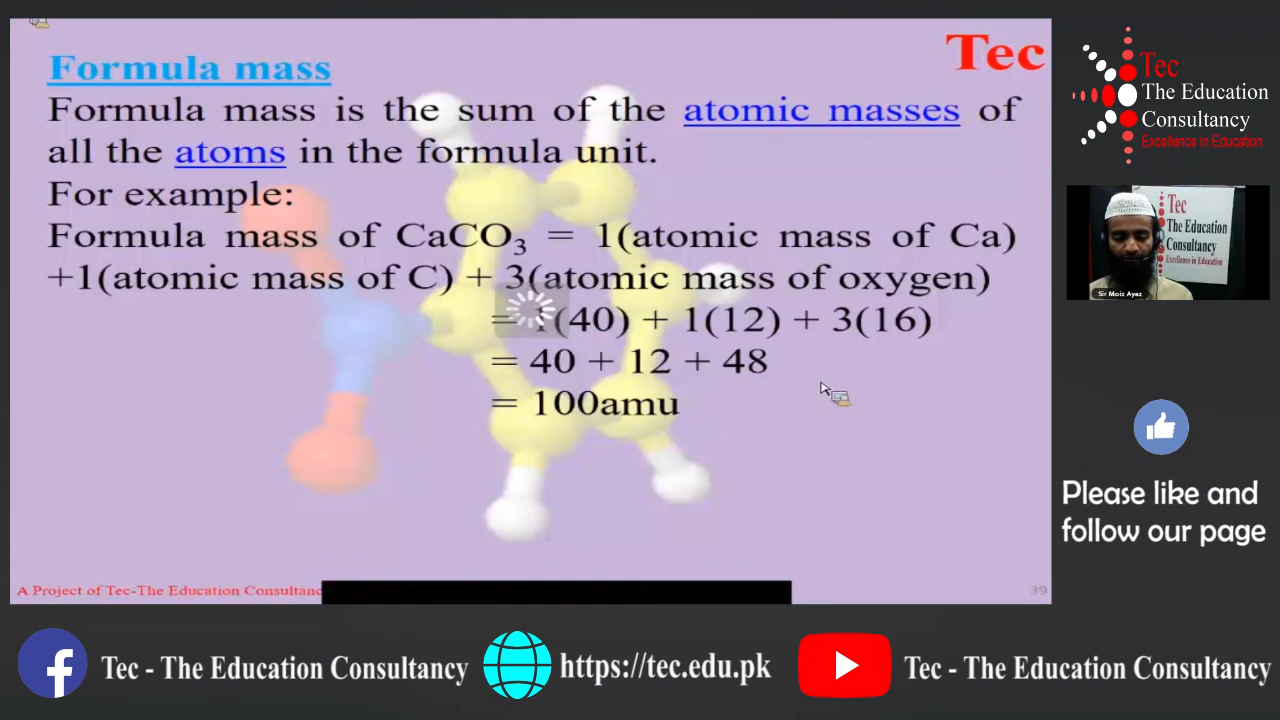 Tec
Formula mass
Formula mass is the sum of the atomic masses of
all the atoms in the formula unit.
For example:
Formula mass of CaCO₃ = 1(atomic mass of Ca)
+1(atomic mass of C) + 3(atomic mass of oxygen)
= 1(40) + 1(12) + 3(16)
= 40 + 12 + 48
= 100amu
A Project of Tec-The Education Consultanc
39
Tec
The Education
Consultancy
Excellence in Education
Tec
The Education
Consultancy
Excellence in Education
Sir Moiz Ayaz
Please like and
follow our page
Tec - The Education Consultancy
https://tec.edu.pk
Tec - The Education Consultancy